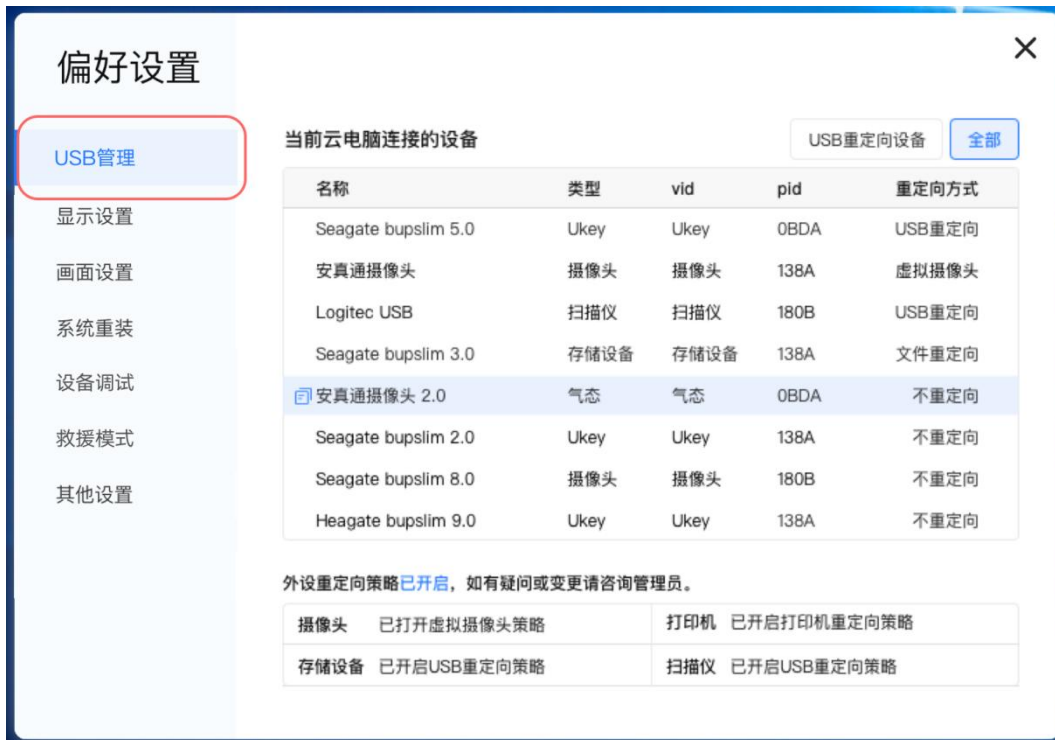 偏好设置
USB管理
显示设置
画面设置
系统重装
设备调试
救援模式
其他设置
当前云电脑连接的设备 USB重定向设备 全部
名称 类型 vid pid 重定向方式
Seagate bupslim 5.0 Ukey Ukey 0BDA USB重定向
安真通摄像头 摄像头 摄像头 138A 虚拟摄像头
Logitec USB 扫描仪 扫描仪 180B USB重定向
Seagate bupslim 3.0 存储设备 存储设备 138A 文件重定向
安真通摄像头 2.0 气态 气态 0BDA 不重定向
Seagate bupslim 2.0 Ukey Ukey 138A 不重定向
Seagate bupslim 8.0 摄像头 摄像头 180B 不重定向
Heagate bupslim 9.0 Ukey Ukey 138A 不重定向
外设重定向策略已开启，如有疑问或变更请咨询管理员。
摄像头 已打开虚拟摄像头策略 打印机 已开启打印机重定向策略
存储设备 已开启USB重定向策略 扫描仪 已开启USB重定向策略